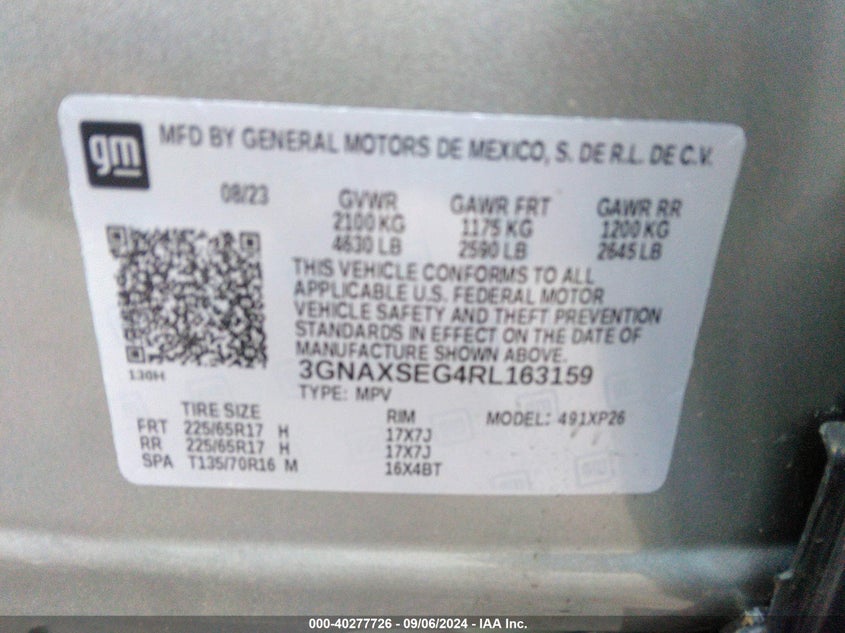 gm
MFD BY GENERAL MOTORS DE MEXICO, S. DE R.L. DE C.V.
08/23 GVWR GAWR FRT GAWR RR
2100 KG 1175 KG 1200 KG
4630 LB 2590 LB 2645 LB
THIS VEHICLE CONFORMS TO ALL
APPLICABLE U.S. FEDERAL MOTOR
VEHICLE SAFETY AND THEFT PREVENTION
STANDARDS IN EFFECT ON THE DATE OF
MANUFACTURE SHOWN ABOVE.
130H
3GNAXSEG4RL163159
TYPE: MPV
TIRE SIZE RIM MODEL: 491XP26
FRT 225/65R17 H 17X7J
RR 225/65R17 H 17X7J
SPA T135/70R16 M 16X4BT
000-40277726 - 09/06/2024 - IAA Inc.